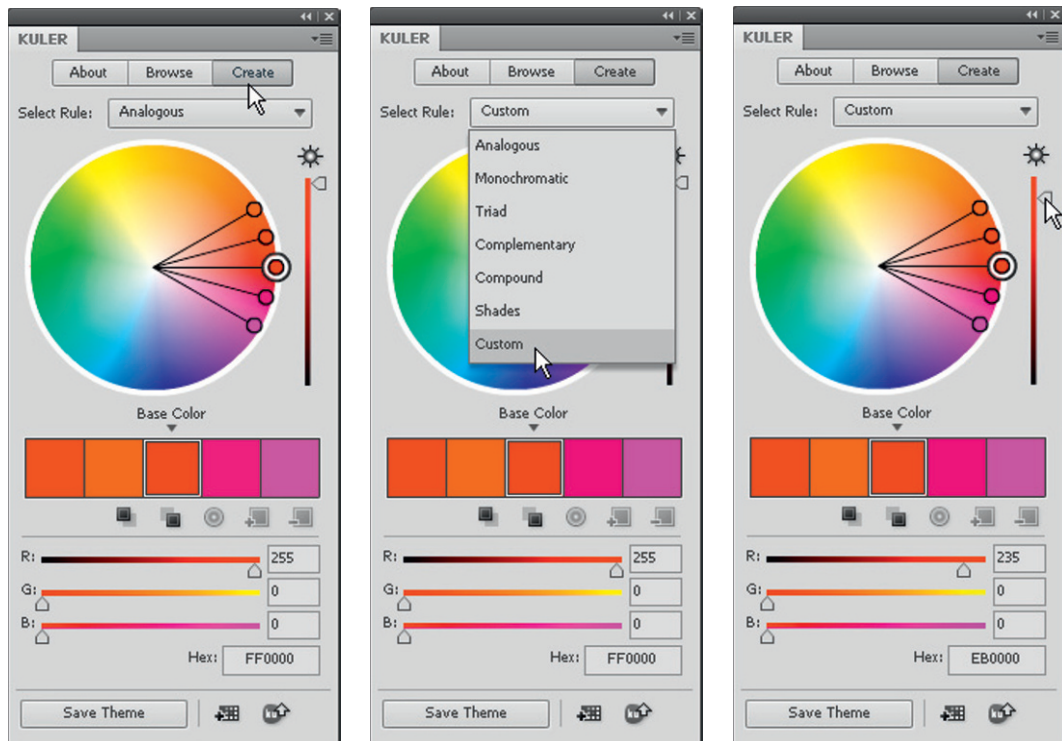 KULER
About Browse Create
Select Rule: Analogous
Base Color
R: 255
G: 0
B: 0
Hex: FF0000
Save Theme
KULER
About Browse Create
Select Rule: Custom
Analogous
Monochromatic
Triad
Complementary
Compound
Shades
Custom
Base Color
R: 255
G: 0
B: 0
Hex: FF0000
Save Theme
KULER
About Browse Create
Select Rule: Custom
Base Color
R: 235
G: 0
B: 0
Hex: EB0000
Save Theme